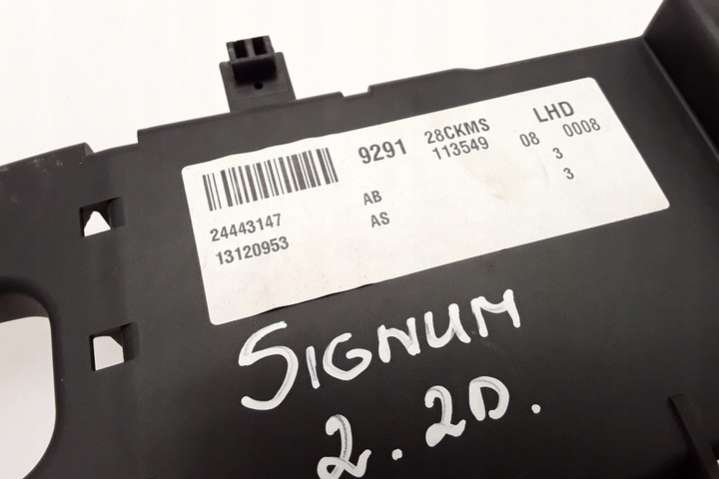 9291 28CKMS LHD
113549 08 0008
24443147 AB 3
13120953 AS 3
SIGNUM
2.2D.